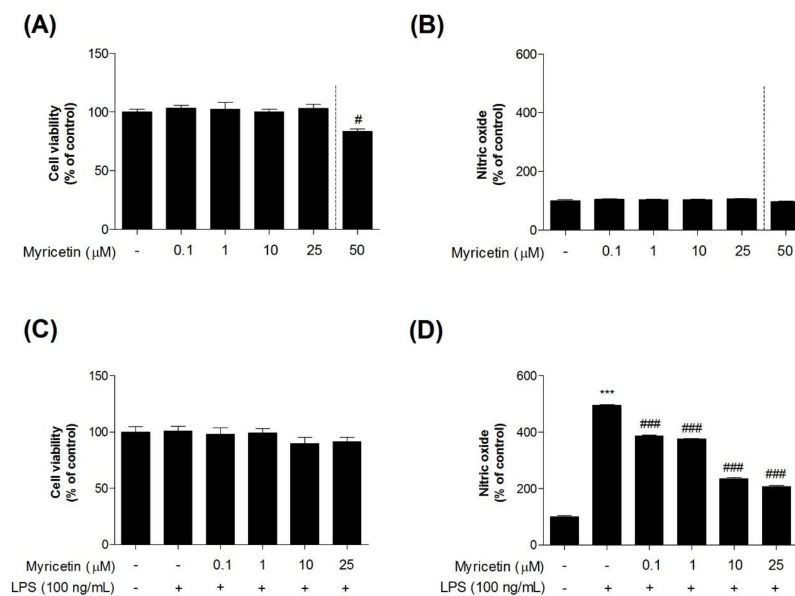 (A)
150
100
50
0
Cell viability
(% of control)
#
Myricetin (μM) - 0.1 1 10 25 50
(B)
600
400
200
0
Nitric oxide
(% of control)
Myricetin (μM) - 0.1 1 10 25 50
(C)
150
100
50
0
Cell viability
(% of control)
Myricetin (μM) - - 0.1 1 10 25
LPS (100 ng/mL) - + + + + +
(D)
600
400
200
0
Nitric oxide
(% of control)
***
### ### ### ###
Myricetin (μM) - - 0.1 1 10 25
LPS (100 ng/mL) - + + + + +